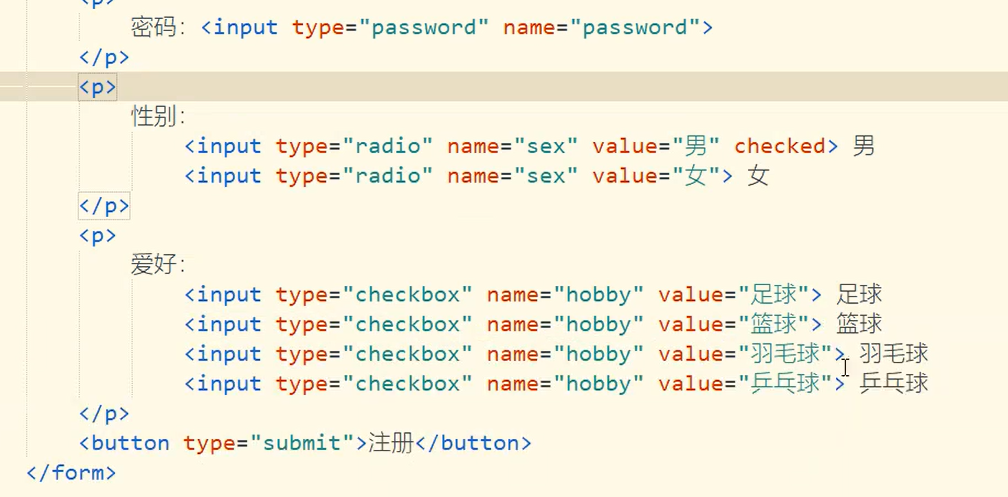 <p>
密码: <input type="password" name="password">
</p>
<p>
性别:
<input type="radio" name="sex" value="男" checked> 男
<input type="radio" name="sex" value="女"> 女
</p>
<p>
爱好:
<input type="checkbox" name="hobby" value="足球"> 足球
<input type="checkbox" name="hobby" value="篮球"> 篮球
<input type="checkbox" name="hobby" value="羽毛球"> 羽毛球
<input type="checkbox" name="hobby" value="乒乓球"> 乒乓球
</p>
<button type="submit">注册</button>
</form>